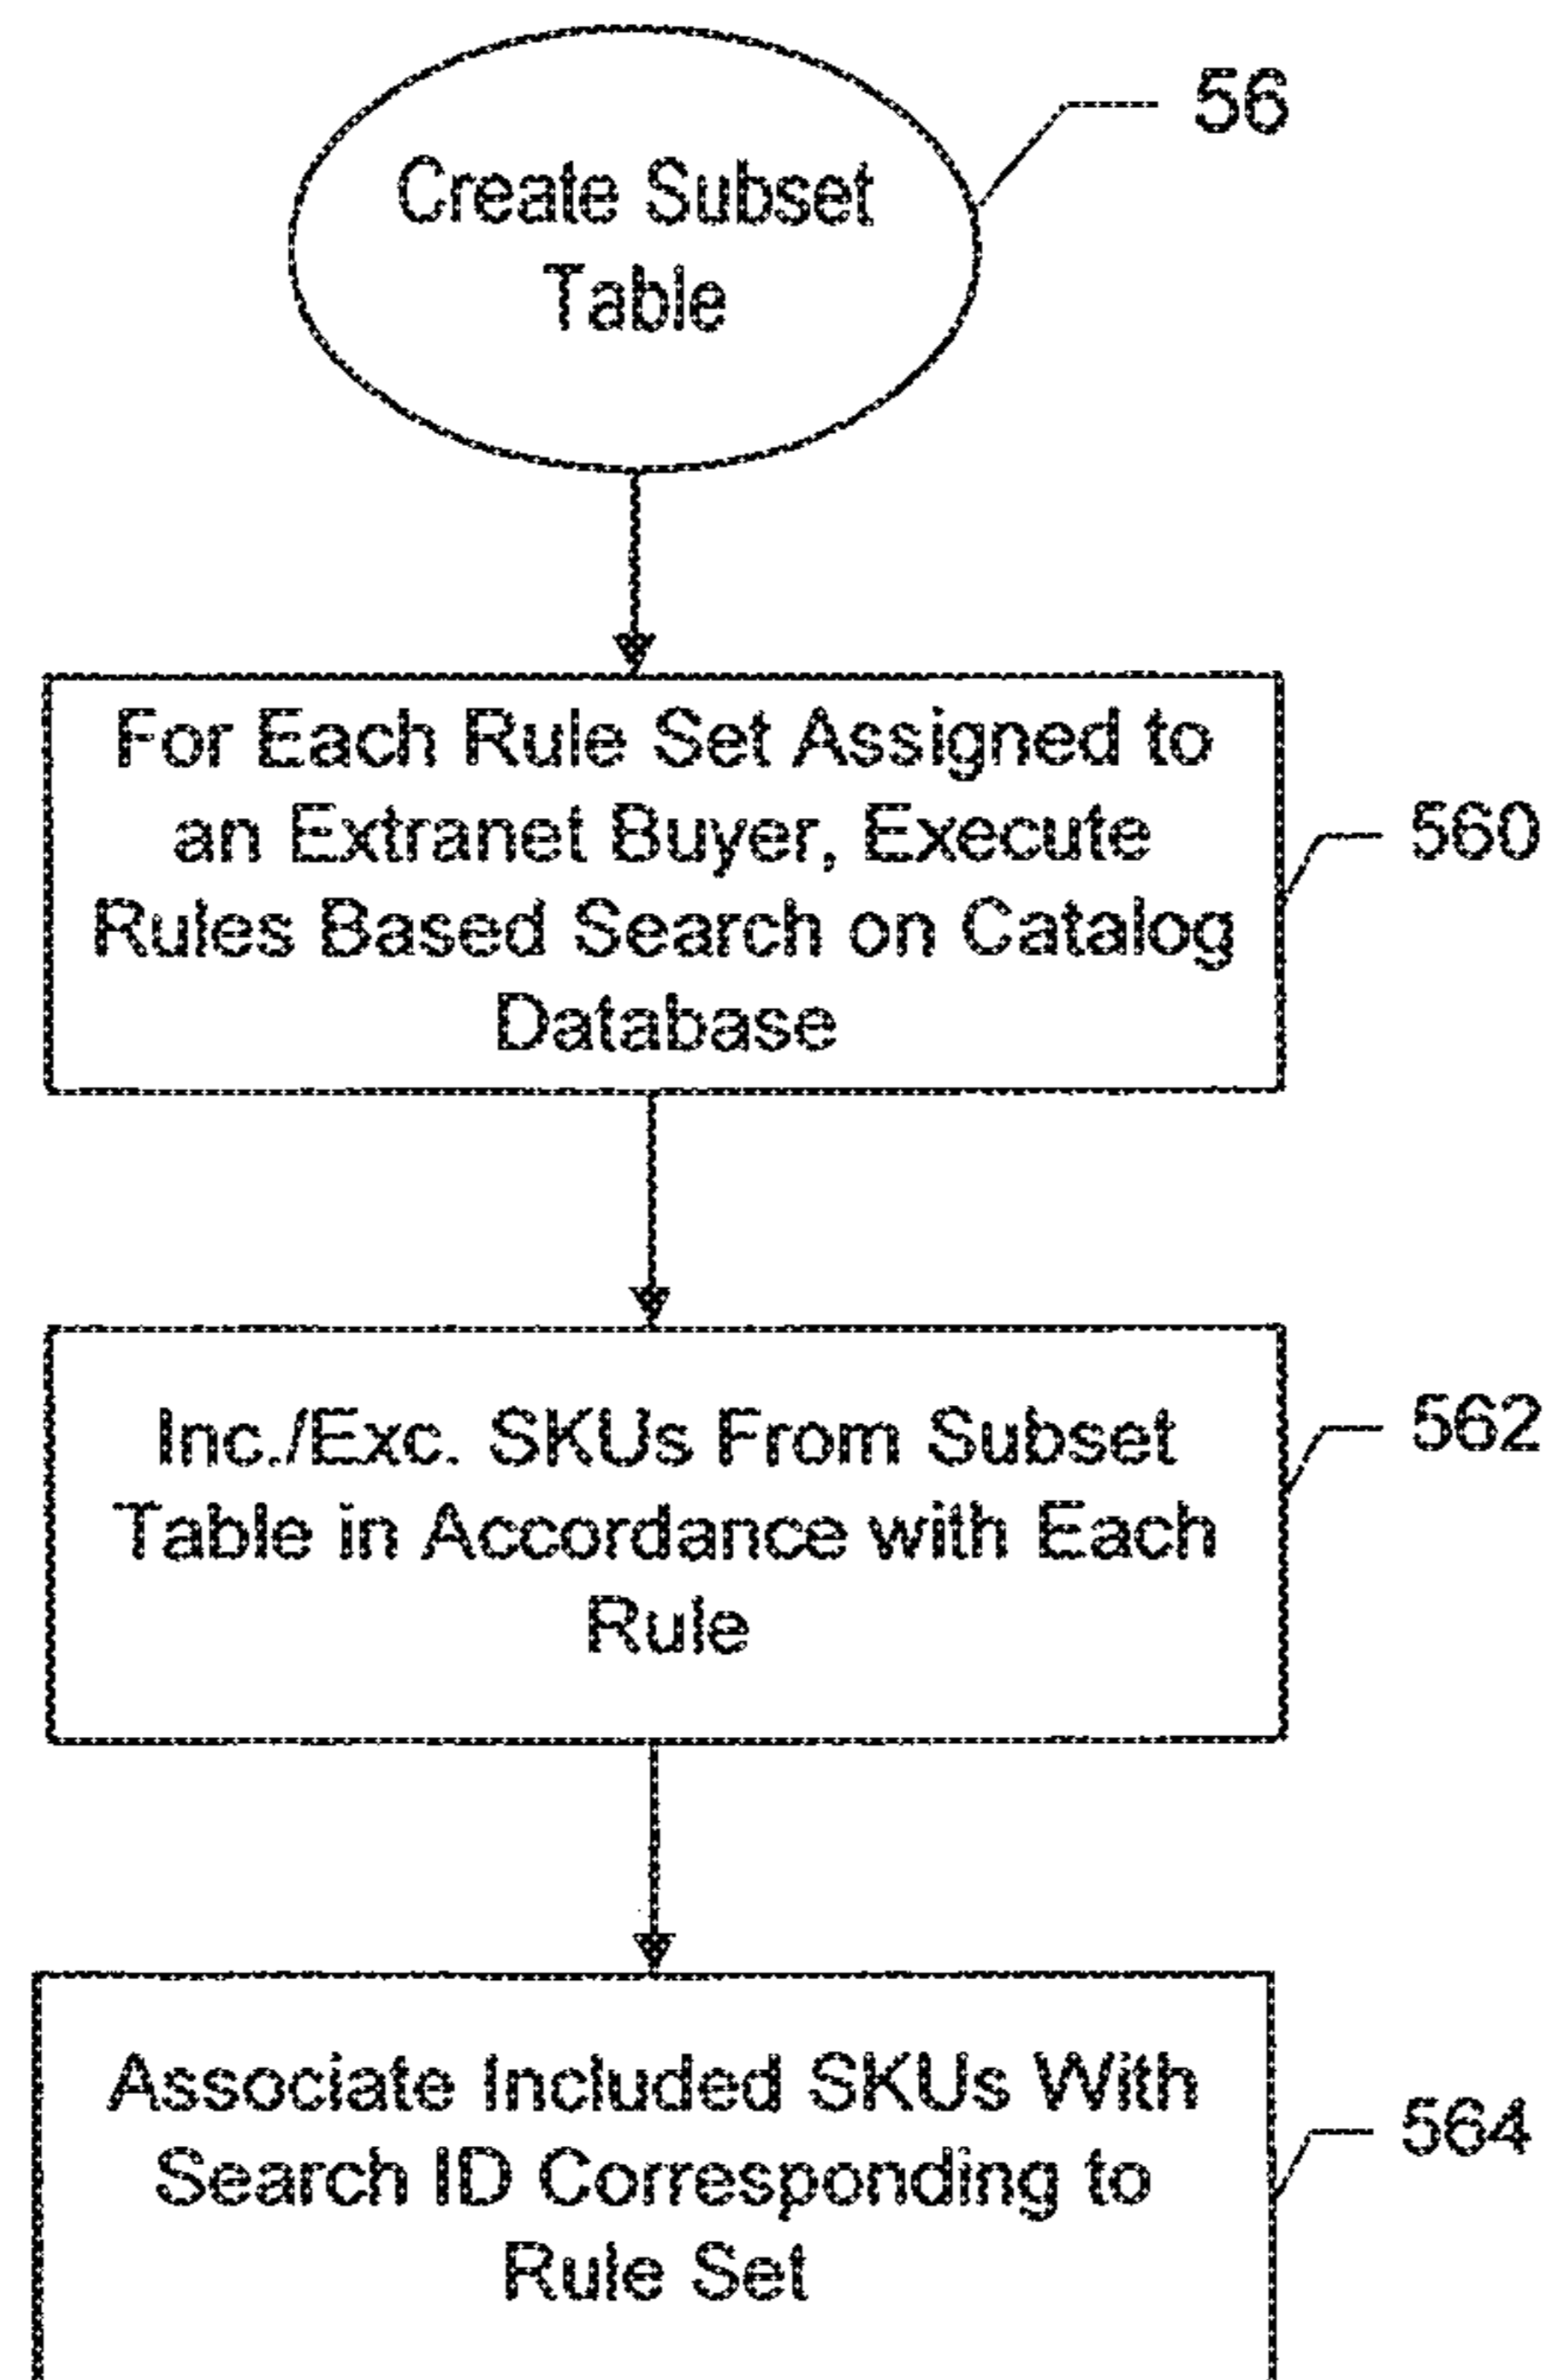 56
Create Subset
Table
For Each Rule Set Assigned to
an Extranet Buyer, Execute
Rules Based Search on Catalog
Database
560
Inc./Exc. SKUs From Subset
Table in Accordance with Each
Rule
562
Associate Included SKUs With
Search ID Corresponding to
Rule Set
564